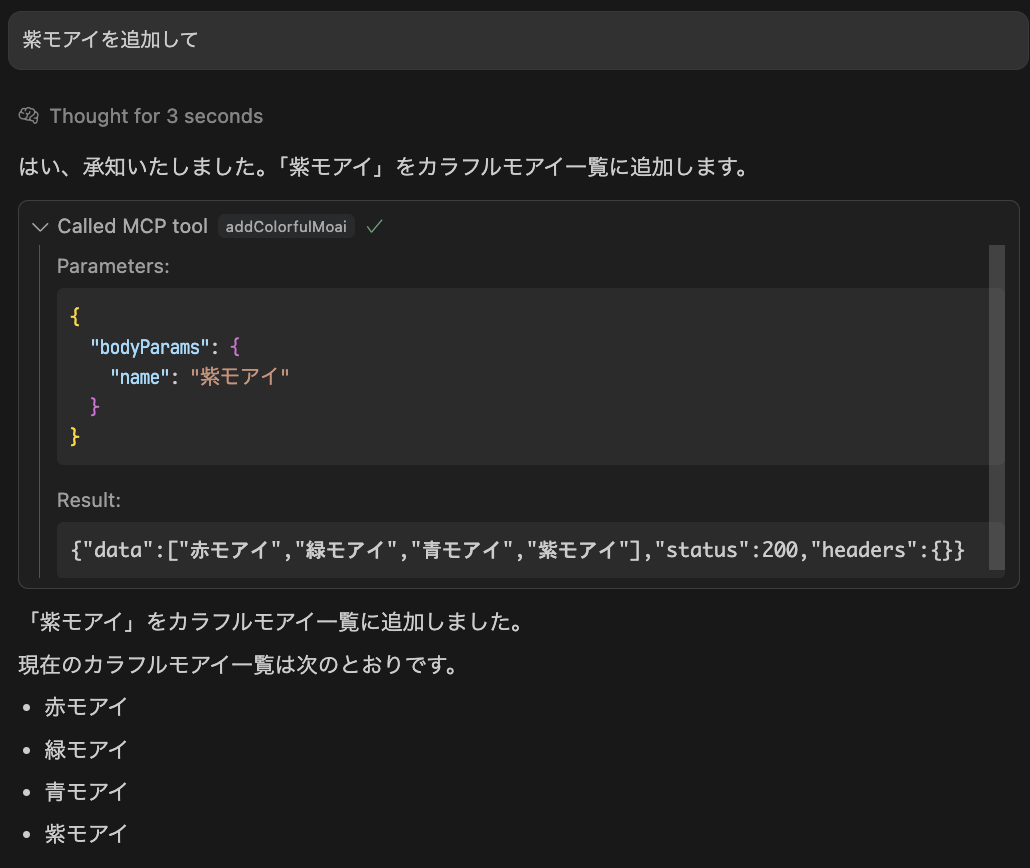 紫モアイを追加して
Thought for 3 seconds
はい、承知いたしました。「紫モアイ」をカラフルモアイ一覧に追加します。
Called MCP tool addColorfulMoai
Parameters:
{
"bodyParams": {
"name": "紫モアイ"
}
}
Result:
{"data":["赤モアイ","緑モアイ","青モアイ","紫モアイ"],"status":200,"headers":{}}
「紫モアイ」をカラフルモアイ一覧に追加しました。
現在のカラフルモアイ一覧は次のとおりです。
• 赤モアイ
• 緑モアイ
• 青モアイ
• 紫モアイ